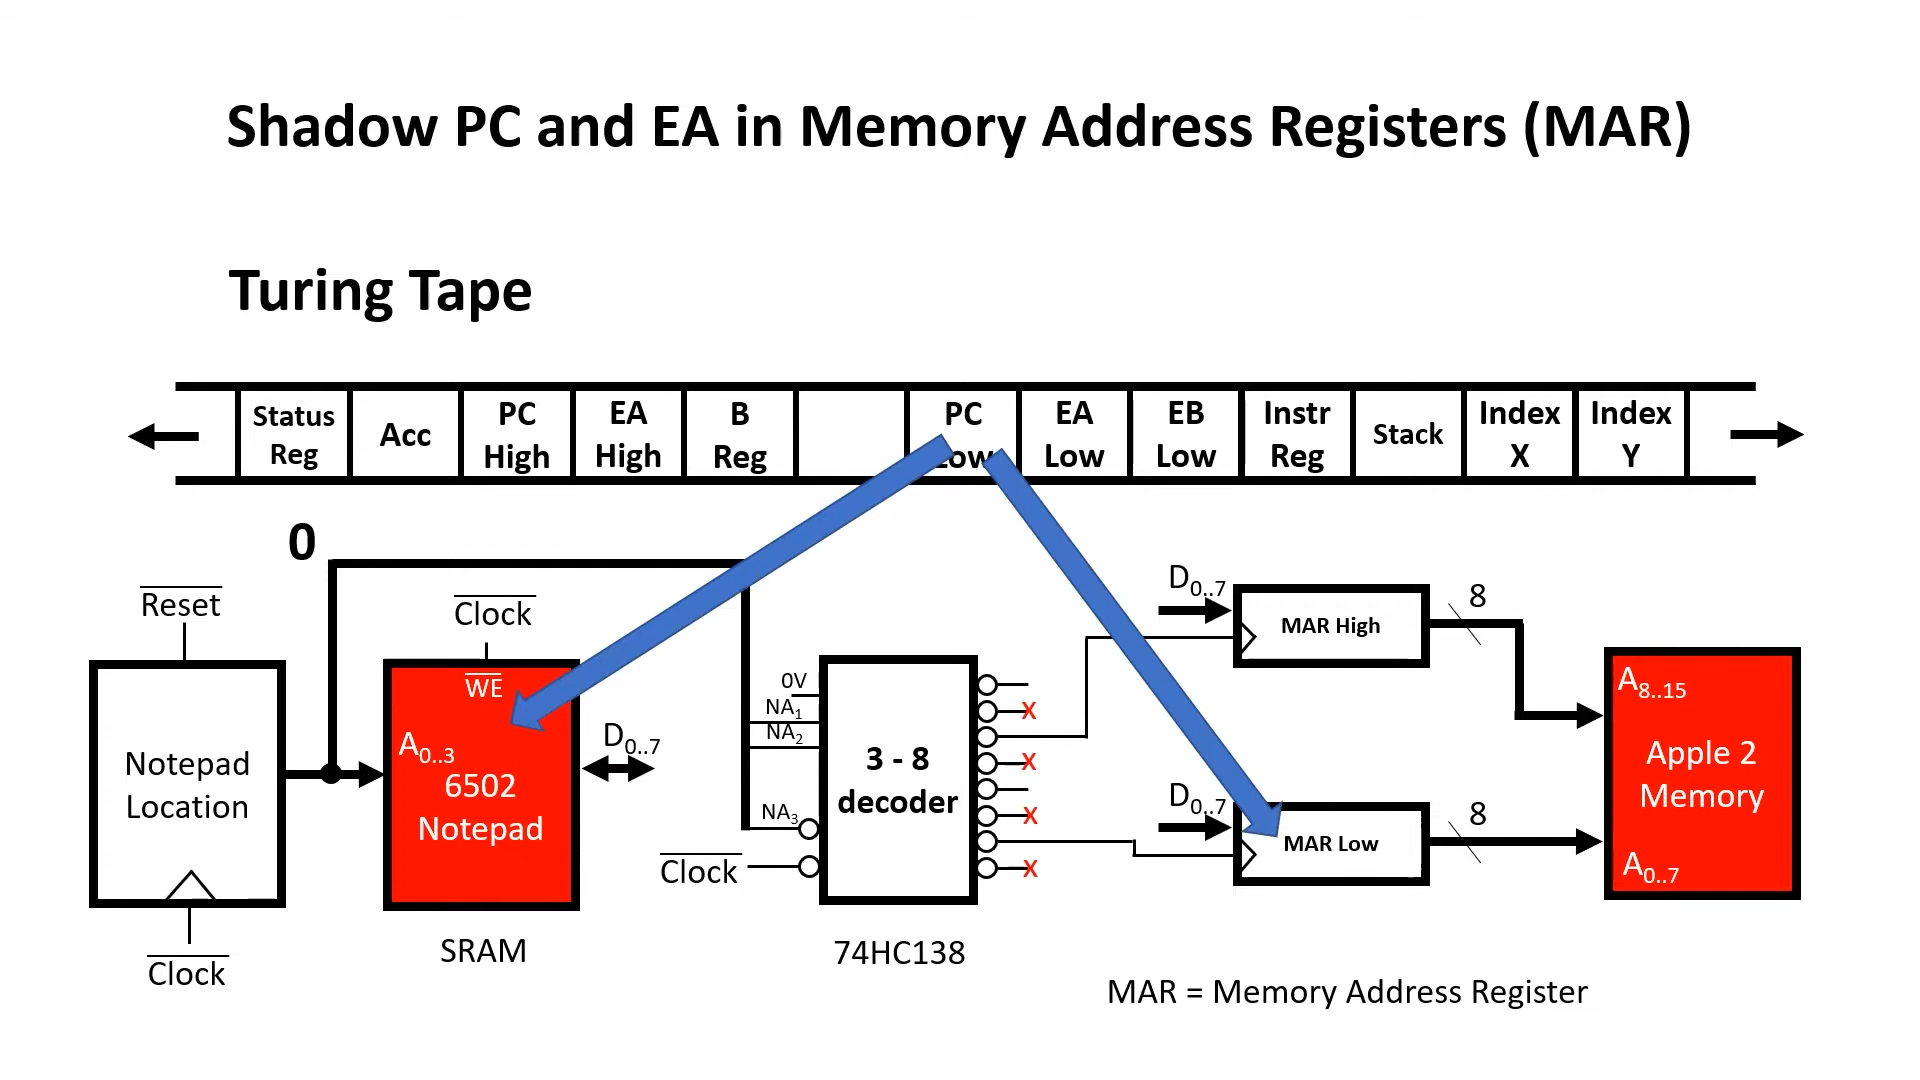 Shadow PC and EA in Memory Address Registers (MAR)
Turing Tape
Status Reg
Acc
PC High
EA High
B Reg
PC Low
EA Low
EB Low
Instr Reg
Stack
Index X
Index Y
0
Reset
Clock
WE
A0..3
6502
Notepad
D0..7
Notepad
Location
Clock
SRAM
0V
NA1
NA2
NA3
Clock
3 - 8
decoder
X
X
X
X
74HC138
D0..7
MAR High
8
D0..7
MAR Low
8
A8..15
Apple 2
Memory
A0..7
MAR = Memory Address Register